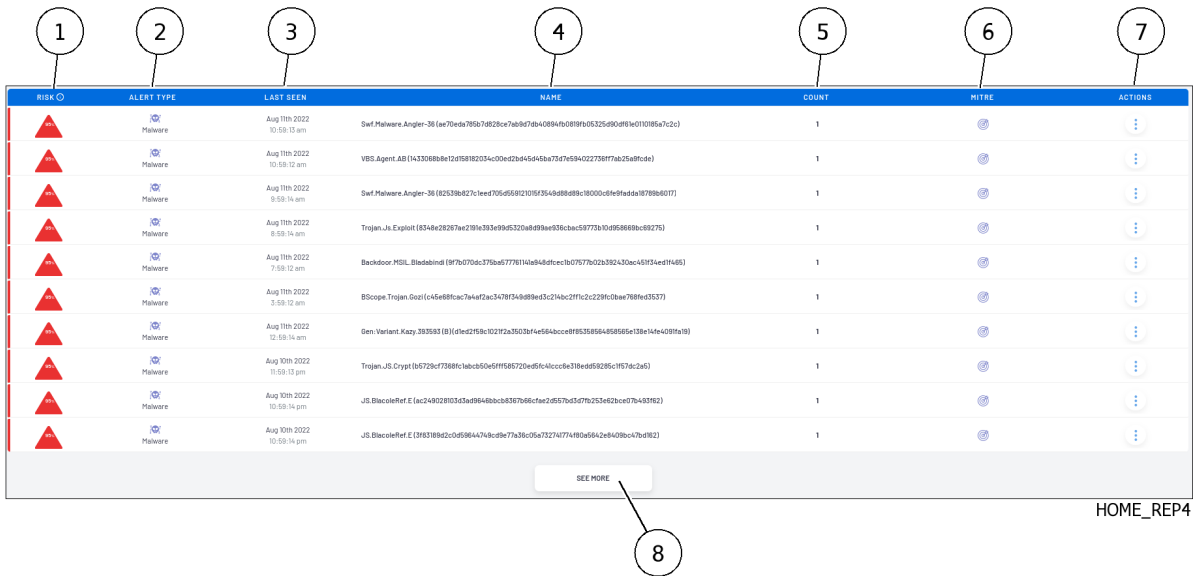 1 2 3 4 5 6 7
RISK ALERT TYPE LAST SEEN NAME COUNT MITRE ACTIONS
Aug 11th 2022
Malware 10:59:13 am Swf.Malware.Angler-36 (ae70eda785b7d828ce7ab9d7db40894fb0819fb05325d90df61e0110185a7c2c) 1
Aug 11th 2022
Malware 10:59:12 am VBS.Agent.AB (1433068b8e12d158182034c00ed2bd45d45ba73d7e594022736ff7ab25a9fcde) 1
Aug 11th 2022
Malware 9:59:14 am Swf.Malware.Angler-36 (82539b827c1eed705d559121015f3549d88d89c18000c6fe9fadda18789b6017) 1
Aug 11th 2022
Malware 8:59:14 am Trojan.Js.Exploit (8348e28267ae2191e393e99d5320a8d99ae936cbac59773b10d958669bc69275) 1
Aug 11th 2022
Malware 7:59:12 am Backdoor.MSIL.Bladabindi (9f7b070dc375ba577761141a948dfcec1b07577b02b392430ac451f34ed1f465) 1
Aug 11th 2022
Malware 3:59:12 am BScope.Trojan.Gozi (c45e68fcac7a4af2ac3478f349d89ed3c214bc2ff1c2c229fc0bae768fed3537) 1
Aug 11th 2022
Malware 12:59:14 am Gen:Variant.Kazy.393593 (B) (d1ed2f59c1021f2a3503bf4e564bcce8f85358564858565e138e14fe4091fa19) 1
Aug 10th 2022
Malware 11:59:13 pm Trojan.JS.Crypt (b5729cf7368fc1abcb50e5fff585720ed5fc41ccc6e318edd59285c1f57dc2a5) 1
Aug 10th 2022
Malware 10:59:14 pm JS.BlacoleRef.E (ac249028103d3ad9646bbcb8367b66cfae2d557bd3d7fb253e62bce07b493f62) 1
Aug 10th 2022
Malware 10:59:14 pm JS.BlacoleRef.E (3f83189d2c0d59644749cd9e77a36c05a732741774f80a5642e8409bc47bd162) 1
SEE MORE
HOME_REP4
8